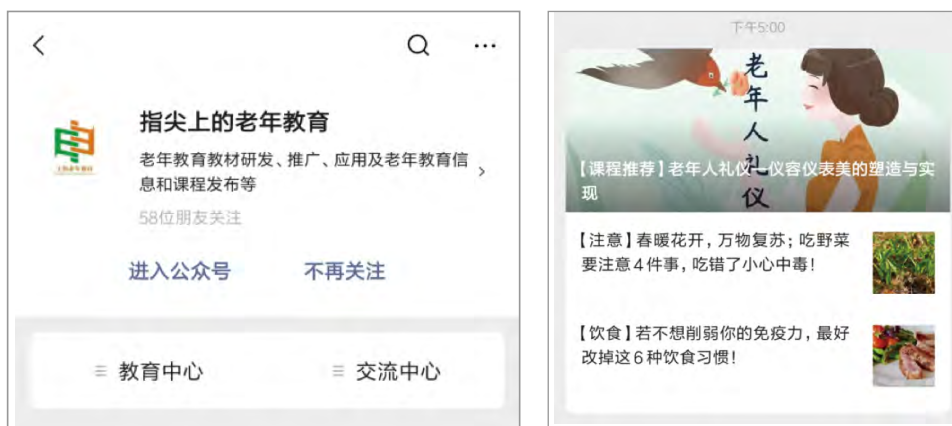 指尖上的老年教育
老年教育教材研发、推广、应用及老年教育信
息和课程发布等
58位朋友关注
进入公众号 不再关注
教育中心 交流中心
下午5:00
老年人礼仪
【课程推荐】老年人礼仪—仪容仪表美的塑造与实
现
【注意】春暖花开，万物复苏；吃野菜
要注意4件事，吃错了小心中毒！
【饮食】若不想削弱你的免疫力，最好
改掉这6种饮食习惯！